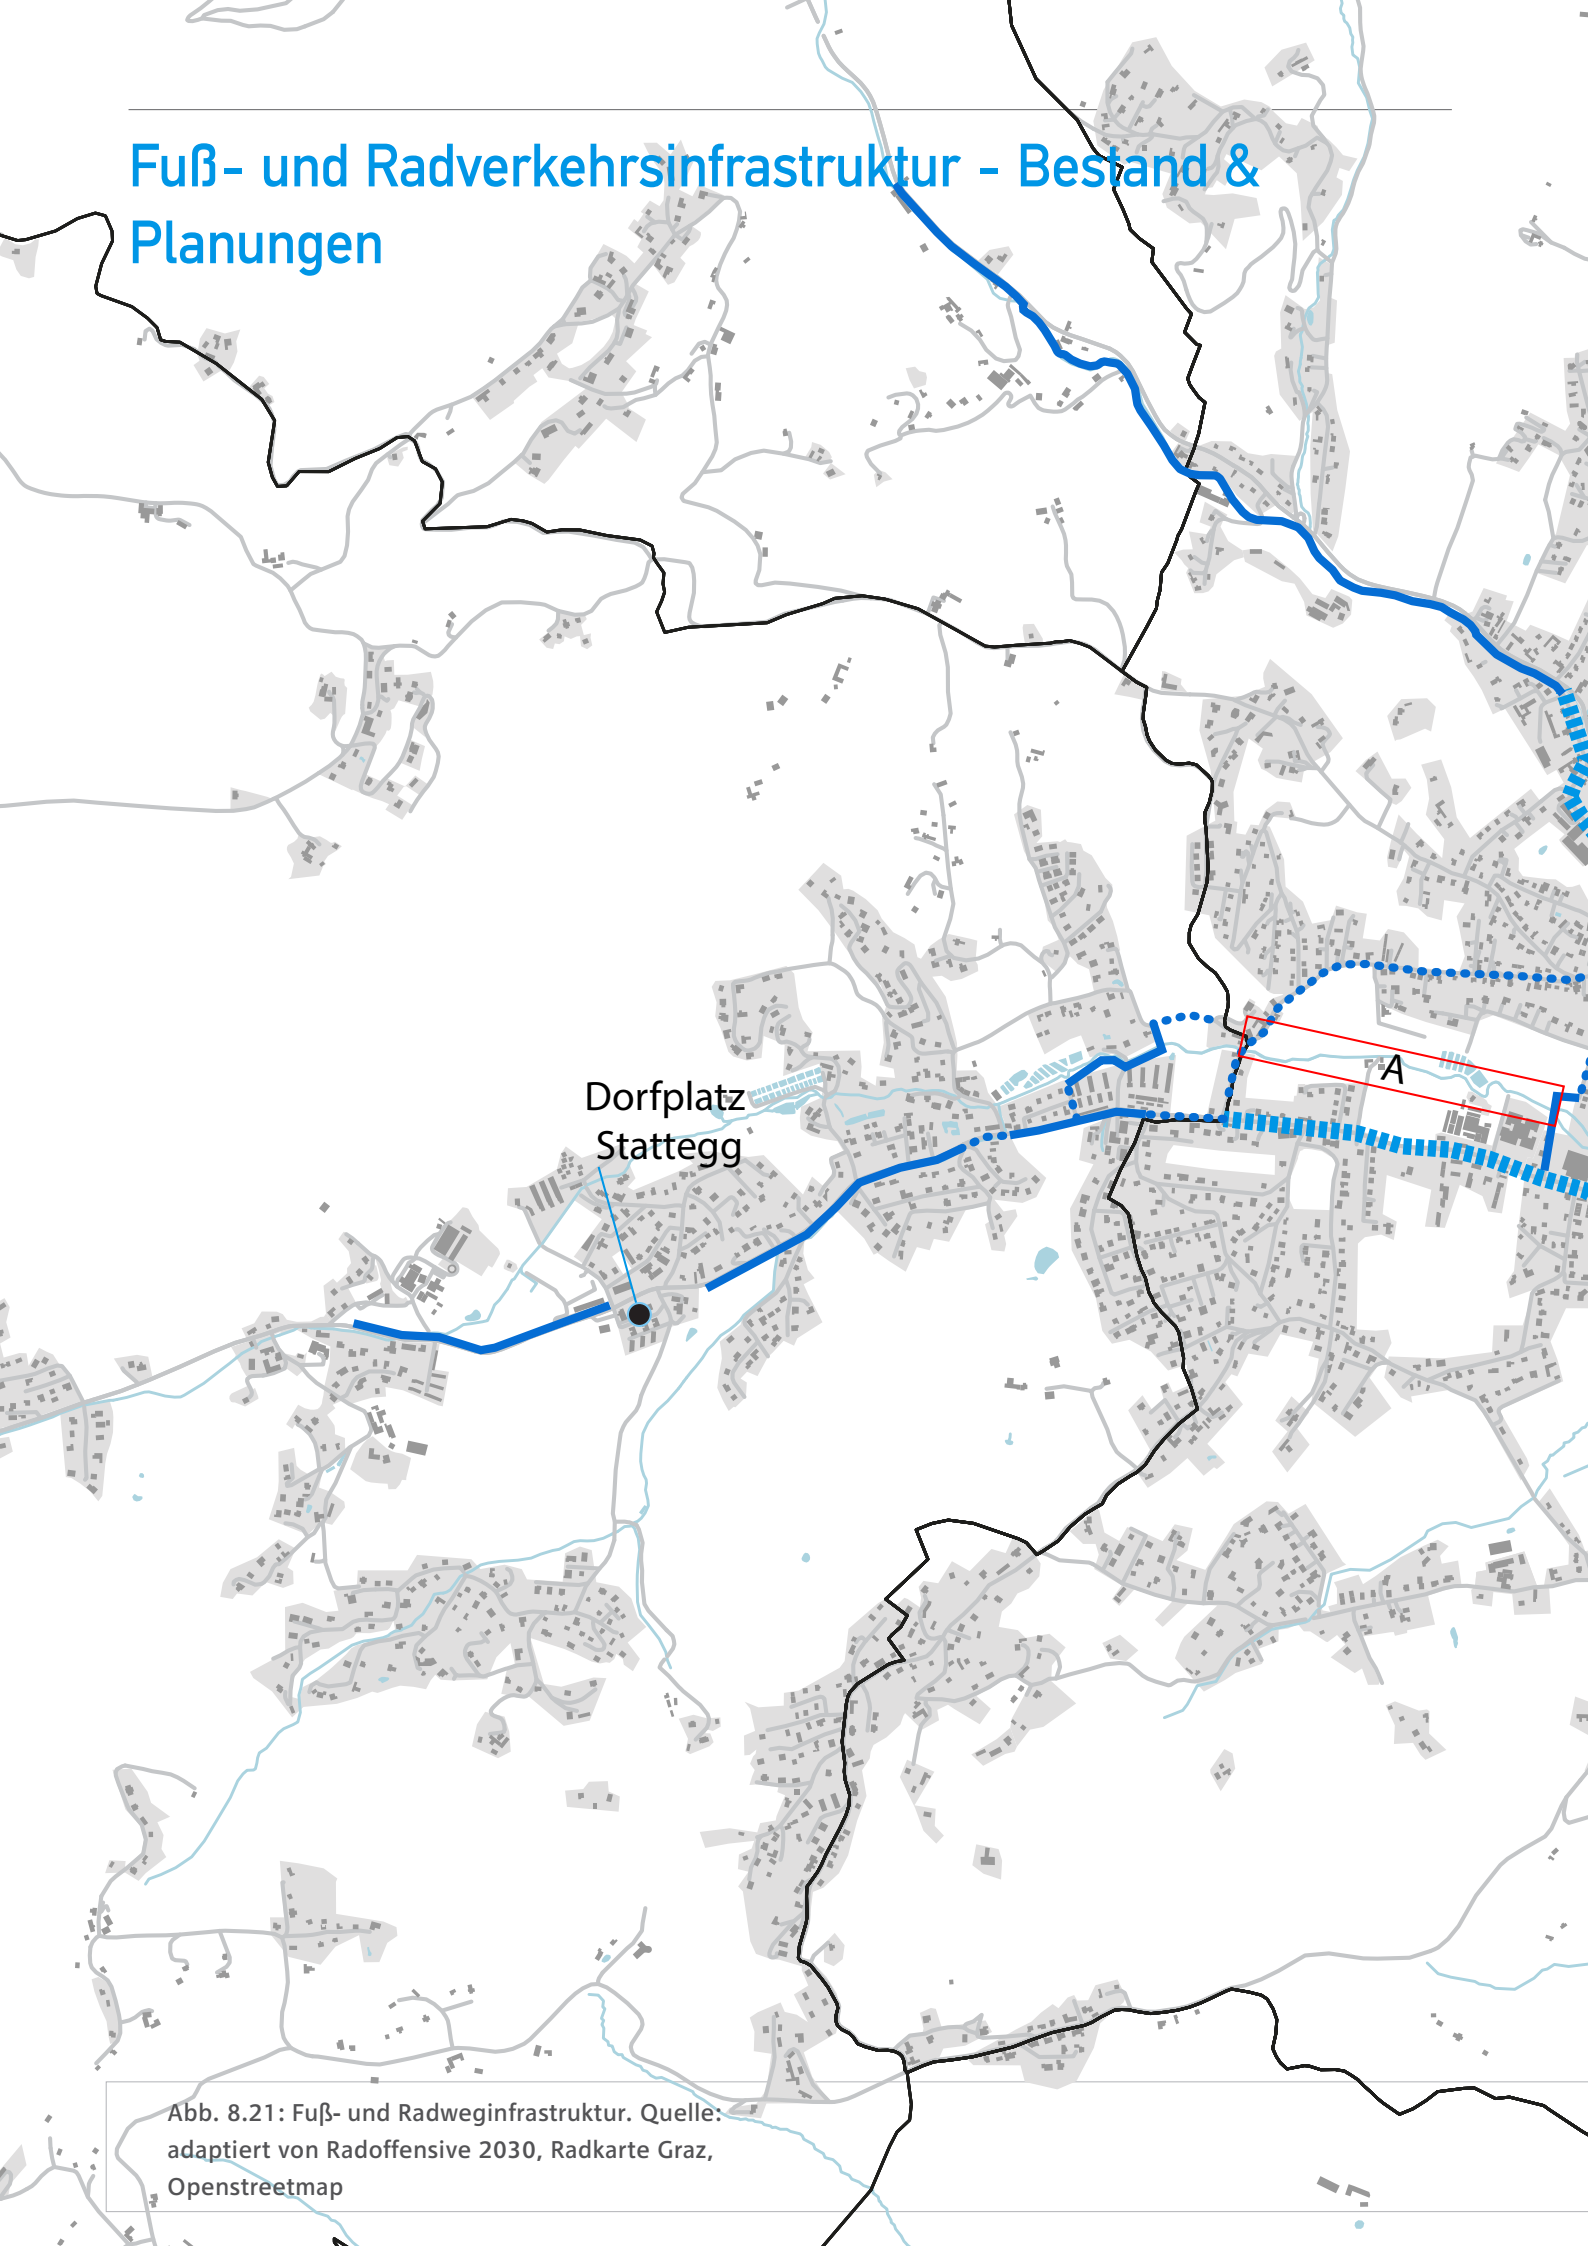 Fuß- und Radverkehrsinfrastruktur - Bestand &
Planungen
A
Dorfplatz
Stattegg
Abb. 8.21: Fuß- und Radweginfrastruktur. Quelle:
adaptiert von Radoffensive 2030, Radkarte Graz,
Openstreetmap